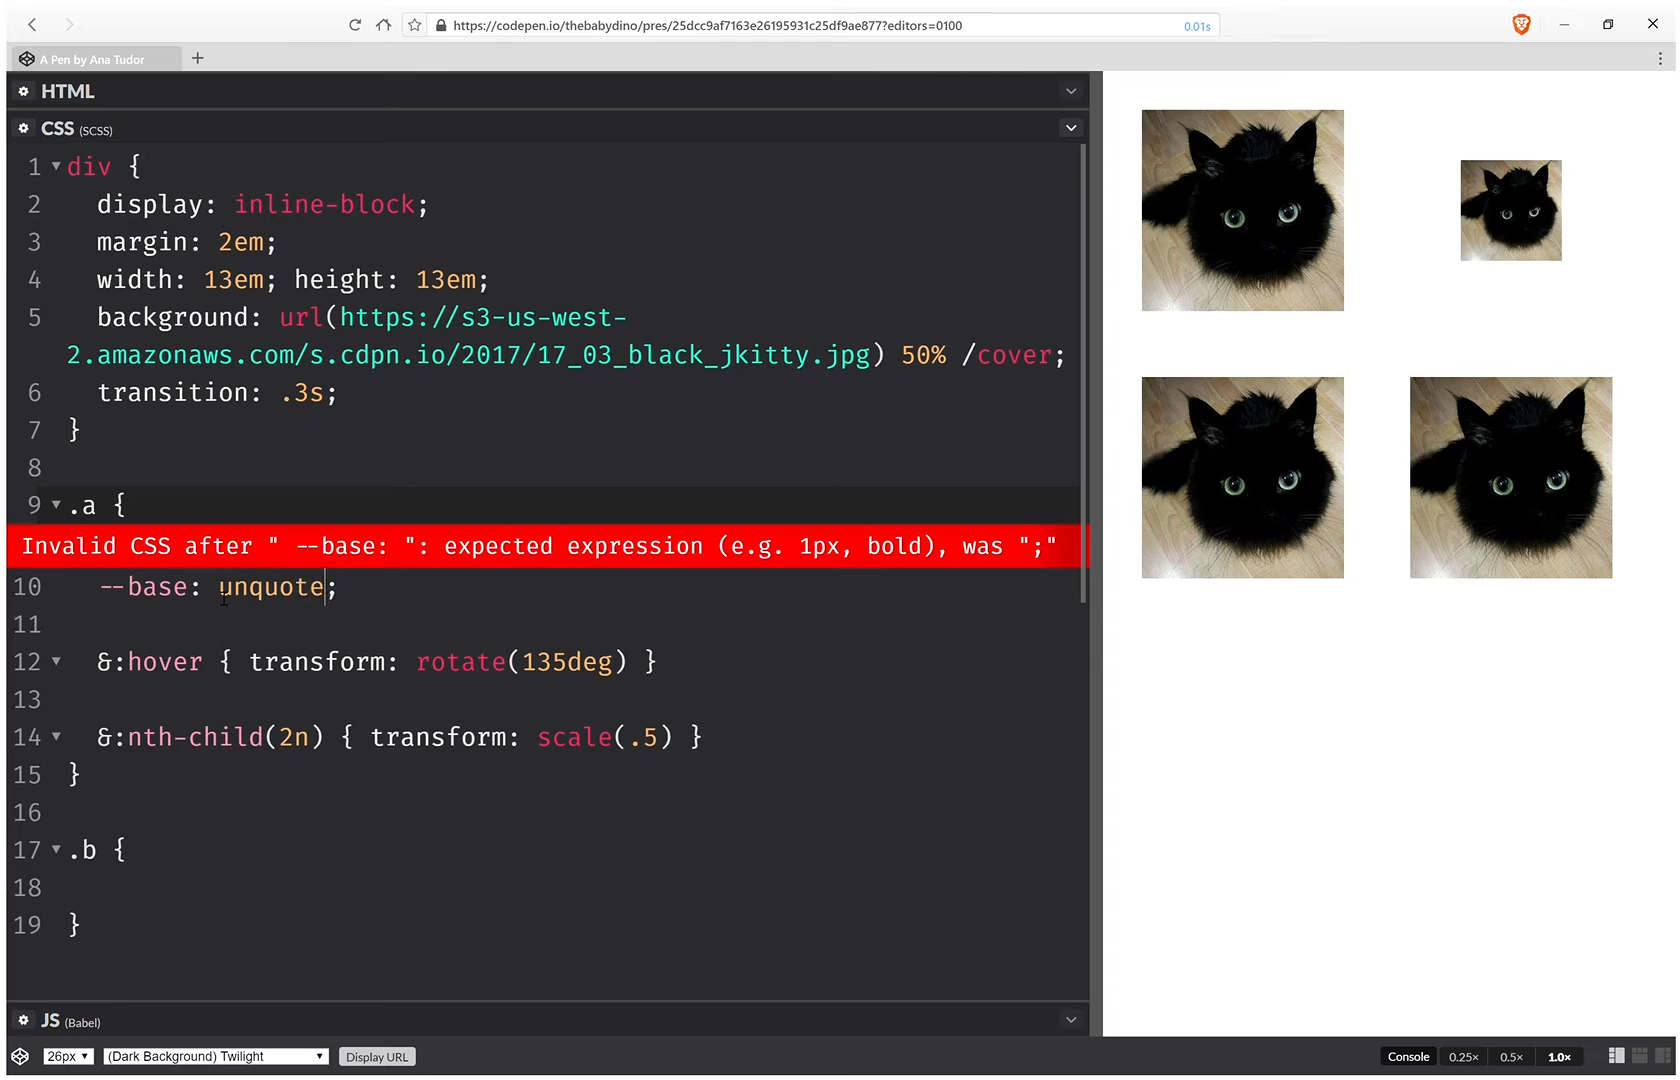 https://codepen.io/thebabydino/pres/25dcc9af7163e26195931c25df9ae877?editors=0100
0.01s
A Pen by Ana Tudor
HTML
CSS (SCSS)
1 div {
2 display: inline-block;
3 margin: 2em;
4 width: 13em; height: 13em;
5 background: url(https://s3-us-west-
2.amazonaws.com/s.cdpn.io/2017/17_03_black_jkitty.jpg) 50% /cover;
6 transition: .3s;
7 }
8
9 .a {
Invalid CSS after " --base: ": expected expression (e.g. 1px, bold), was ";"
10 --base: unquote;
11
12 &:hover { transform: rotate(135deg) }
13
14 &:nth-child(2n) { transform: scale(.5) }
15 }
16
17 .b {
18
19 }
JS (Babel)
26px (Dark Background) Twilight Display URL
Console 0.25× 0.5× 1.0×